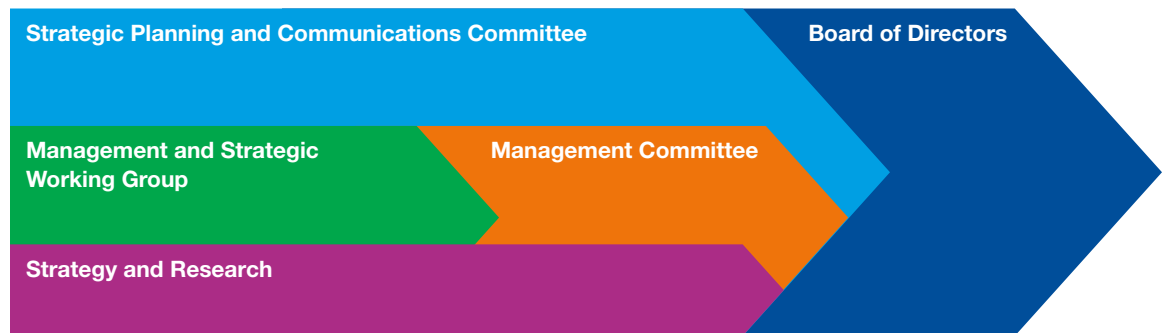 Strategic Planning and Communications Committee
Board of Directors
Management and Strategic
Working Group
Management Committee
Strategy and Research